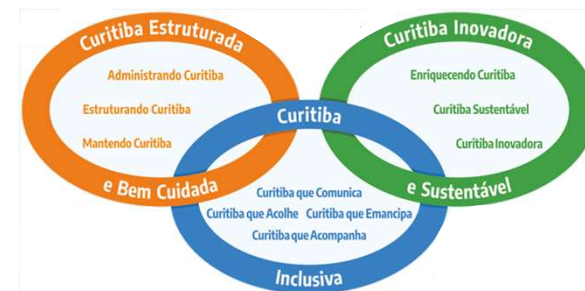 Curitiba Estruturada
Administrando Curitiba
Estruturando Curitiba
Mantendo Curitiba
e Bem Cuidada
Curitiba Inovadora
Enriquecendo Curitiba
Curitiba Sustentável
Curitiba Inovadora
e Sustentável
Curitiba
Curitiba que Comunica
Curitiba que Acolhe Curitiba que Emancipa
Curitiba que Acompanha
Inclusiva